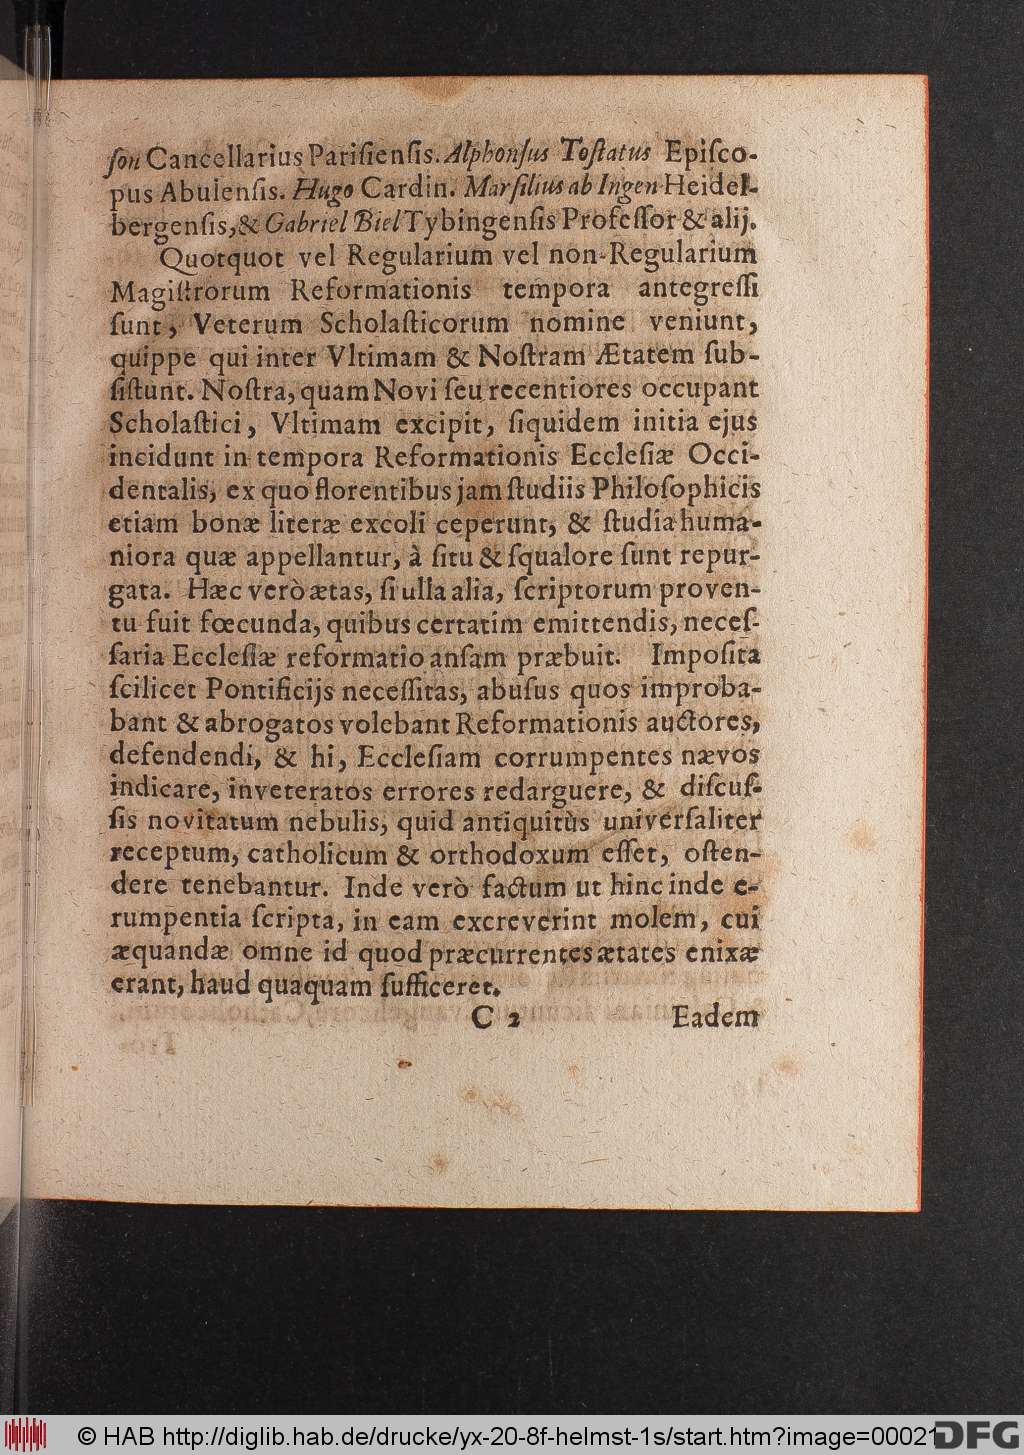 ſon Cancellarius Pariſienſis. Alphonſus Toſtatus Epiſco-
pus Abulenſis. Hugo Cardin. Marſilius ab Ingen Heidel-
bergenſis, & Gabriel Biel Tybingenſis Profeſſor & alij.
Quotquot vel Regularium vel non-Regularium
Magiſtrorum Reformationis tempora antegreſſi
ſunt, Veterum Scholaſticorum nomine veniunt,
quippe qui inter Vltimam & Noſtram Ætatem ſub-
ſiſtunt. Noſtra, quam Novi ſeu recentiores occupant
Scholaſtici, Vltimam excipit, ſiquidem initia ejus
incidunt in tempora Reformationis Eccleſiæ Occi-
dentalis, ex quo florentibus jam ſtudiis Philoſophicis
etiam bonæ literæ excoli ceperunt, & ſtudia huma-
niora quæ appellantur, à ſitu & ſqualore ſunt repur-
gata. Hæc verò ætas, ſi ulla alia, ſcriptorum proven-
tu fuit fœcunda, quibus certatim emittendis, neceſ-
ſaria Eccleſiæ reformatio anſam præbuit. Impoſita
ſcilicet Pontificijs neceſſitas, abuſus quos improba-
bant & abrogatos volebant Reformationis auctores,
defendendi, & hi, Eccleſiam corrumpentes nævos
indicare, inveteratos errores redarguere, & diſcuſ-
ſis novitatum nebulis, quid antiquitùs univerſaliter
receptum, catholicum & orthodoxum eſſet, oſten-
dere tenebantur. Inde verò factum ut hinc inde e-
rumpentia ſcripta, in eam excreverint molem, cui
æquandæ omne id quod præcurrentes ætates enixæ
erant, haud quaquam ſufficeret.
C 2 Eadem
© HAB http://diglib.hab.de/drucke/yx-20-8f-helmst-1s/start.htm?image=00021
DFG